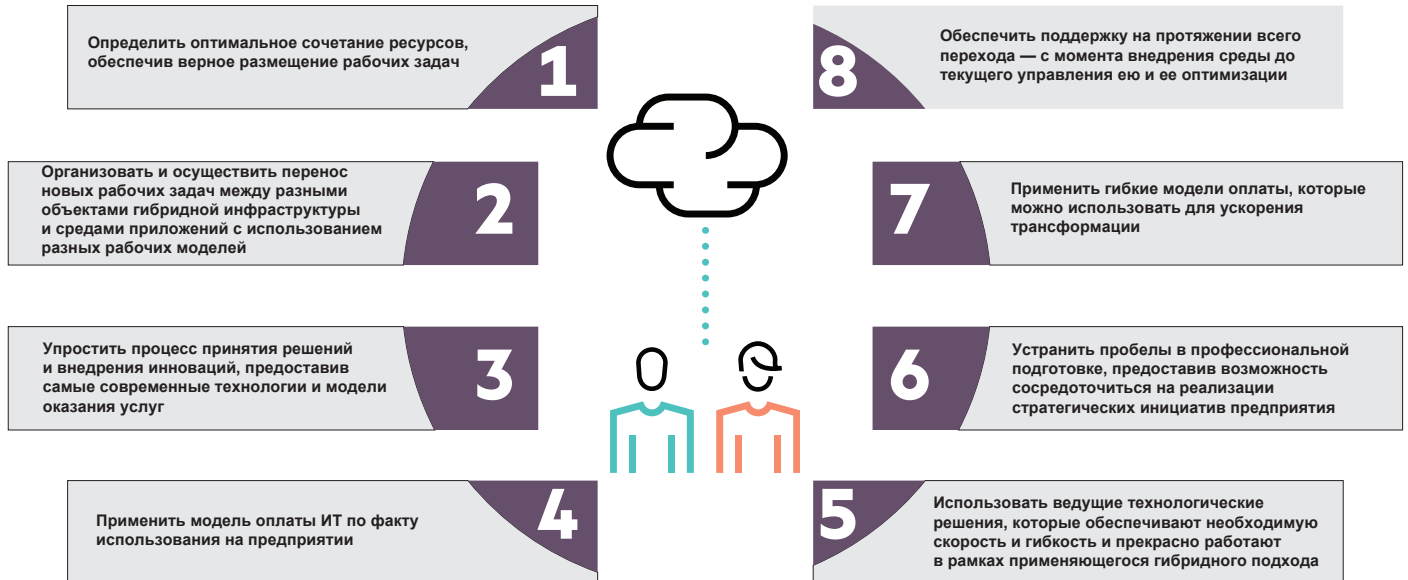 1
Определить оптимальное сочетание ресурсов,
обеспечив верное размещение рабочих задач
2
Организовать и осуществить перенос
новых рабочих задач между разными
объектами гибридной инфраструктуры
и средами приложений с использованием
разных рабочих моделей
3
Упростить процесс принятия решений
и внедрения инноваций, предоставив
самые современные технологии и модели
оказания услуг
4
Применить модель оплаты ИТ по факту
использования на предприятии
5
Использовать ведущие технологические
решения, которые обеспечивают необходимую
скорость и гибкость и прекрасно работают
в рамках применяющегося гибридного подхода
6
Устранить пробелы в профессиональной
подготовке, предоставив возможность
сосредоточиться на реализации
стратегических инициатив предприятия
7
Применить гибкие модели оплаты, которые
можно использовать для ускорения
трансформации
8
Обеспечить поддержку на протяжении всего
перехода — с момента внедрения среды до
текущего управления ею и ее оптимизации